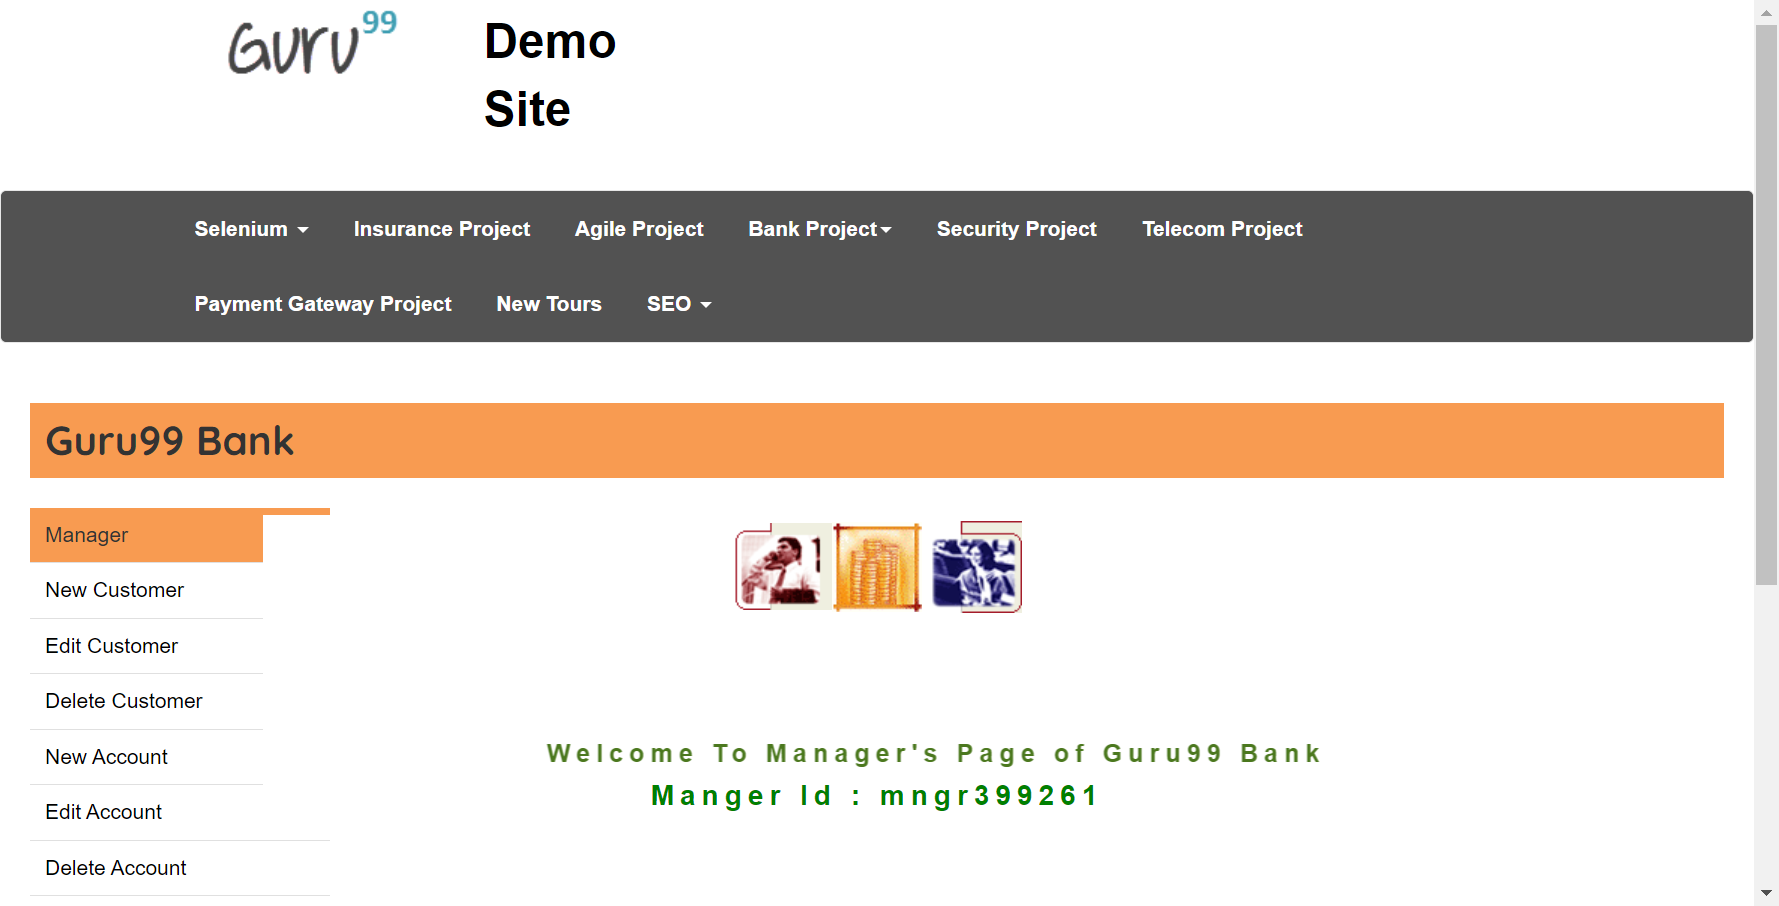 Guru99
Demo
Site
Selenium Insurance Project Agile Project Bank Project Security Project Telecom Project
Payment Gateway Project New Tours SEO
Guru99 Bank
Manager
New Customer
Edit Customer
Delete Customer
New Account
Edit Account
Delete Account
Welcome To Manager's Page of Guru99 Bank
Manger Id : mngr399261